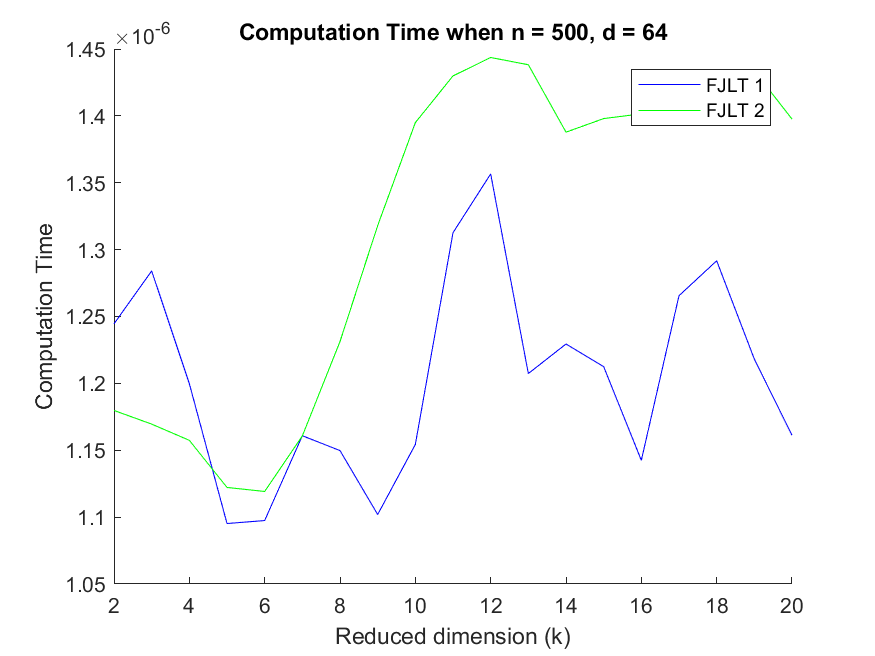 Computation Time when n = 500, d = 64
×10-6
1.45
1.4
1.35
1.3
1.25
1.2
1.15
1.1
1.05
Computation Time
FJLT 1
FJLT 2
2 4 6 8 10 12 14 16 18 20
Reduced dimension (k)